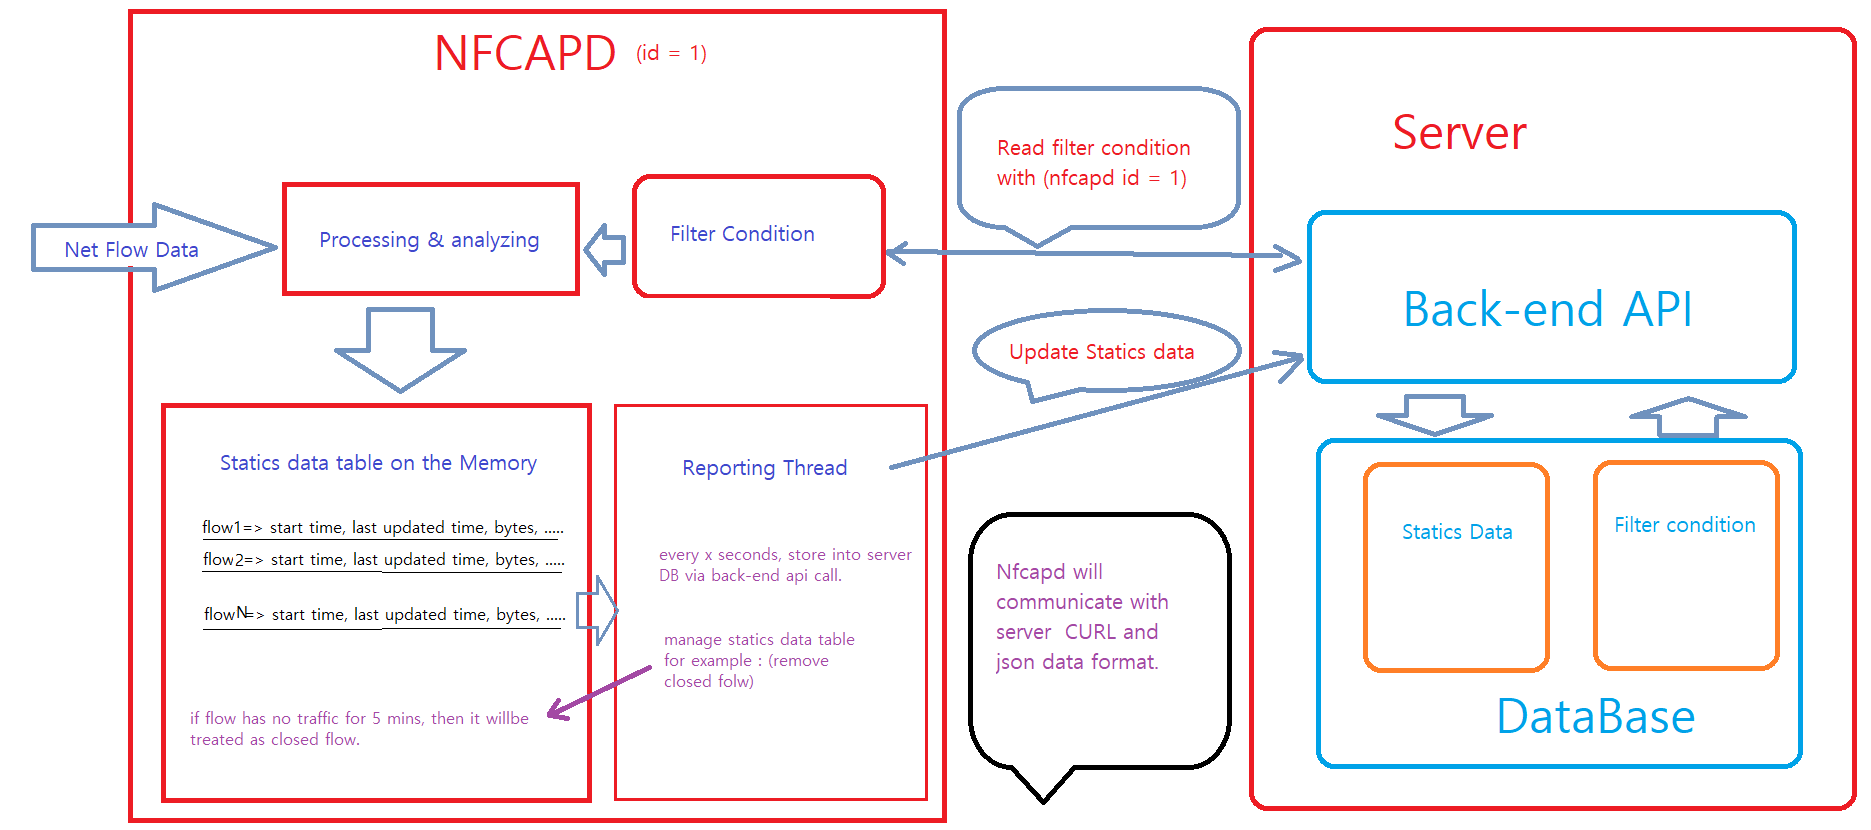 NFCAPD (id = 1)
Net Flow Data
Processing & analyzing
Filter Condition
Statics data table on the Memory
flow1=> start time, last updated time, bytes, .....
flow2=> start time, last updated time, bytes, .....
flowN=> start time, last updated time, bytes, .....
if flow has no traffic for 5 mins, then it willbe
treated as closed flow.
Reporting Thread
every x seconds, store into server
DB via back-end api call.
manage statics data table
for example : (remove
closed folw)
Read filter condition
with (nfcapd id = 1)
Update Statics data
Nfcapd will
communicate with
server CURL and
json data format.
Server
Back-end API
Statics Data
Filter condition
DataBase